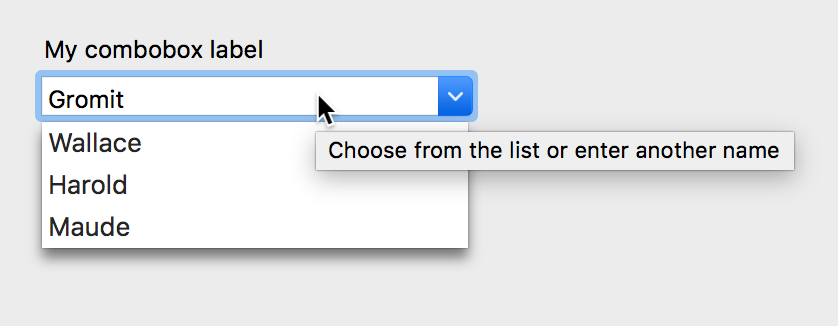 My combobox label
Gromit
Wallace
Choose from the list or enter another name
Harold
Maude